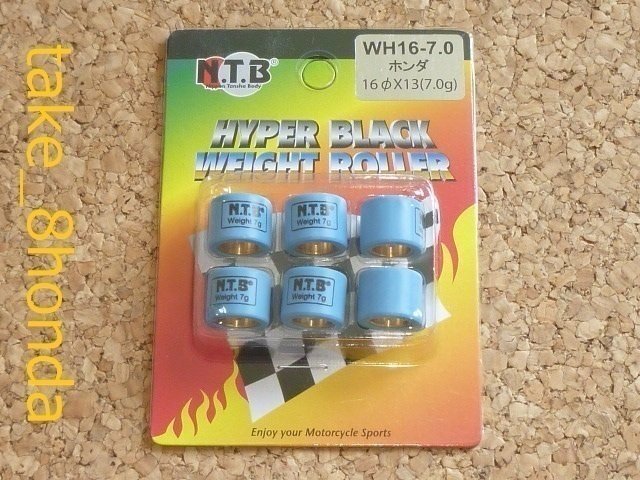 take_8honda
N.T.B®
Nippon Tansha Body
WH16-7.0
ホンダ
16φX13(7.0g)
HYPER BLACK
WEIGHT ROLLER
N.T.B®
Weight 7g
N.T.B®
Weight 7g
N.T.B®
Weight 7g
N.T.B®
Weight 7g
Enjoy your Motorcycle Sports